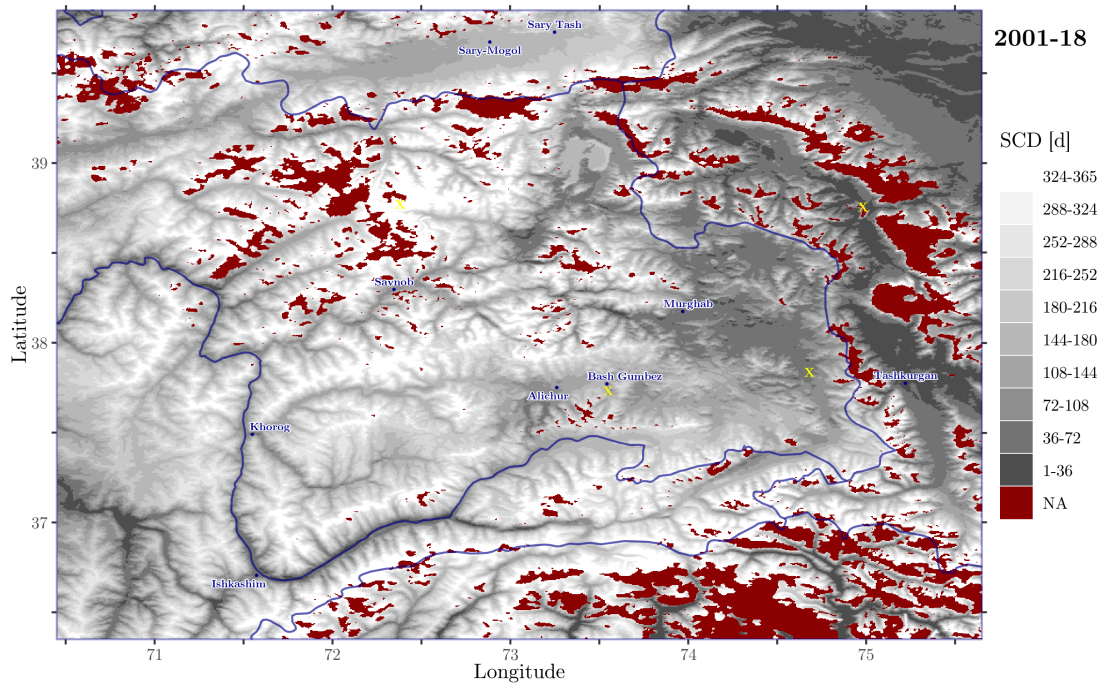 2001-18
SCD [d]
324-365
288-324
252-288
216-252
180-216
144-180
108-144
72-108
36-72
1-36
NA
Sary Tash
Sary-Mogol
x
x
Savnob
Murghab
x
Bash Gumbez
Tashkurgan
x
Alichur
Khorog
Ishkashim
Latitude
39
38
37
71
72
73
74
75
Longitude